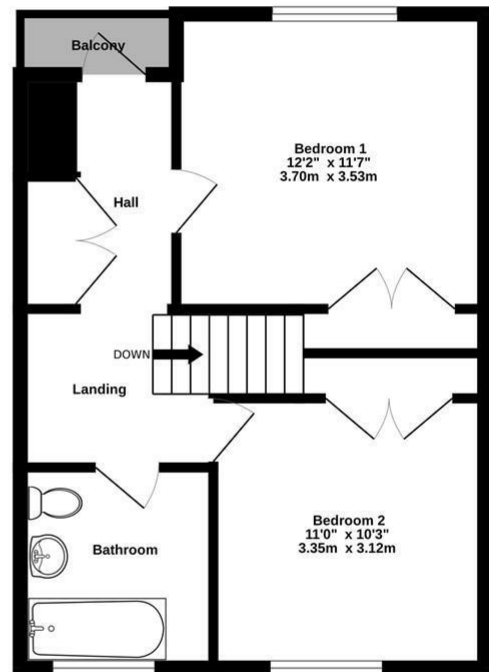 Balcony
Bedroom 1
12'2" x 11'7"
3.70m x 3.53m
Hall
DOWN
Landing
Bedroom 2
11'0" x 10'3"
3.35m x 3.12m
Bathroom